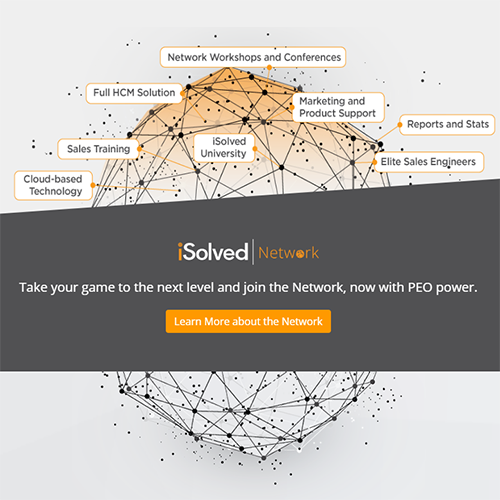 Network Workshops and Conferences
Full HCM Solution
Marketing and
Product Support
Reports and Stats
Sales Training
iSolved
University
Elite Sales Engineers
Cloud-based
Technology
iSolved Network
Take your game to the next level and join the Network, now with PEO power.
Learn More about the Network